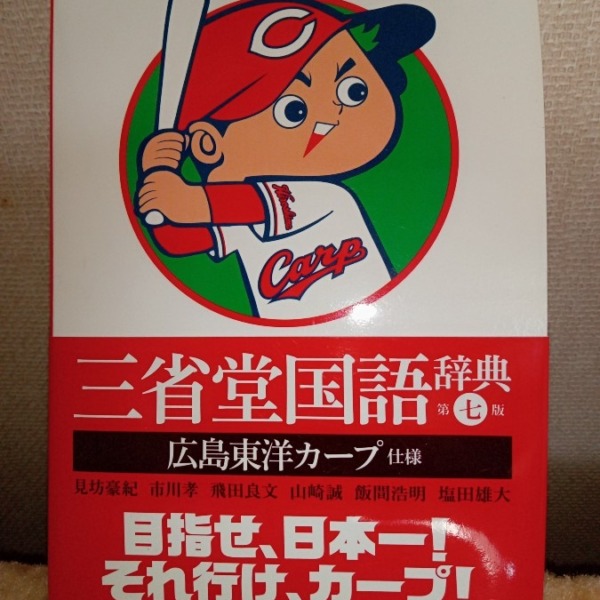 C
Hiroshima
Carp
三省堂国語辞典 第七版
広島東洋カープ 仕様
見坊豪紀 市川孝 飛田良文 山崎誠 飯間浩明 塩田雄大
目指せ、日本一!
それ行け、カープ!